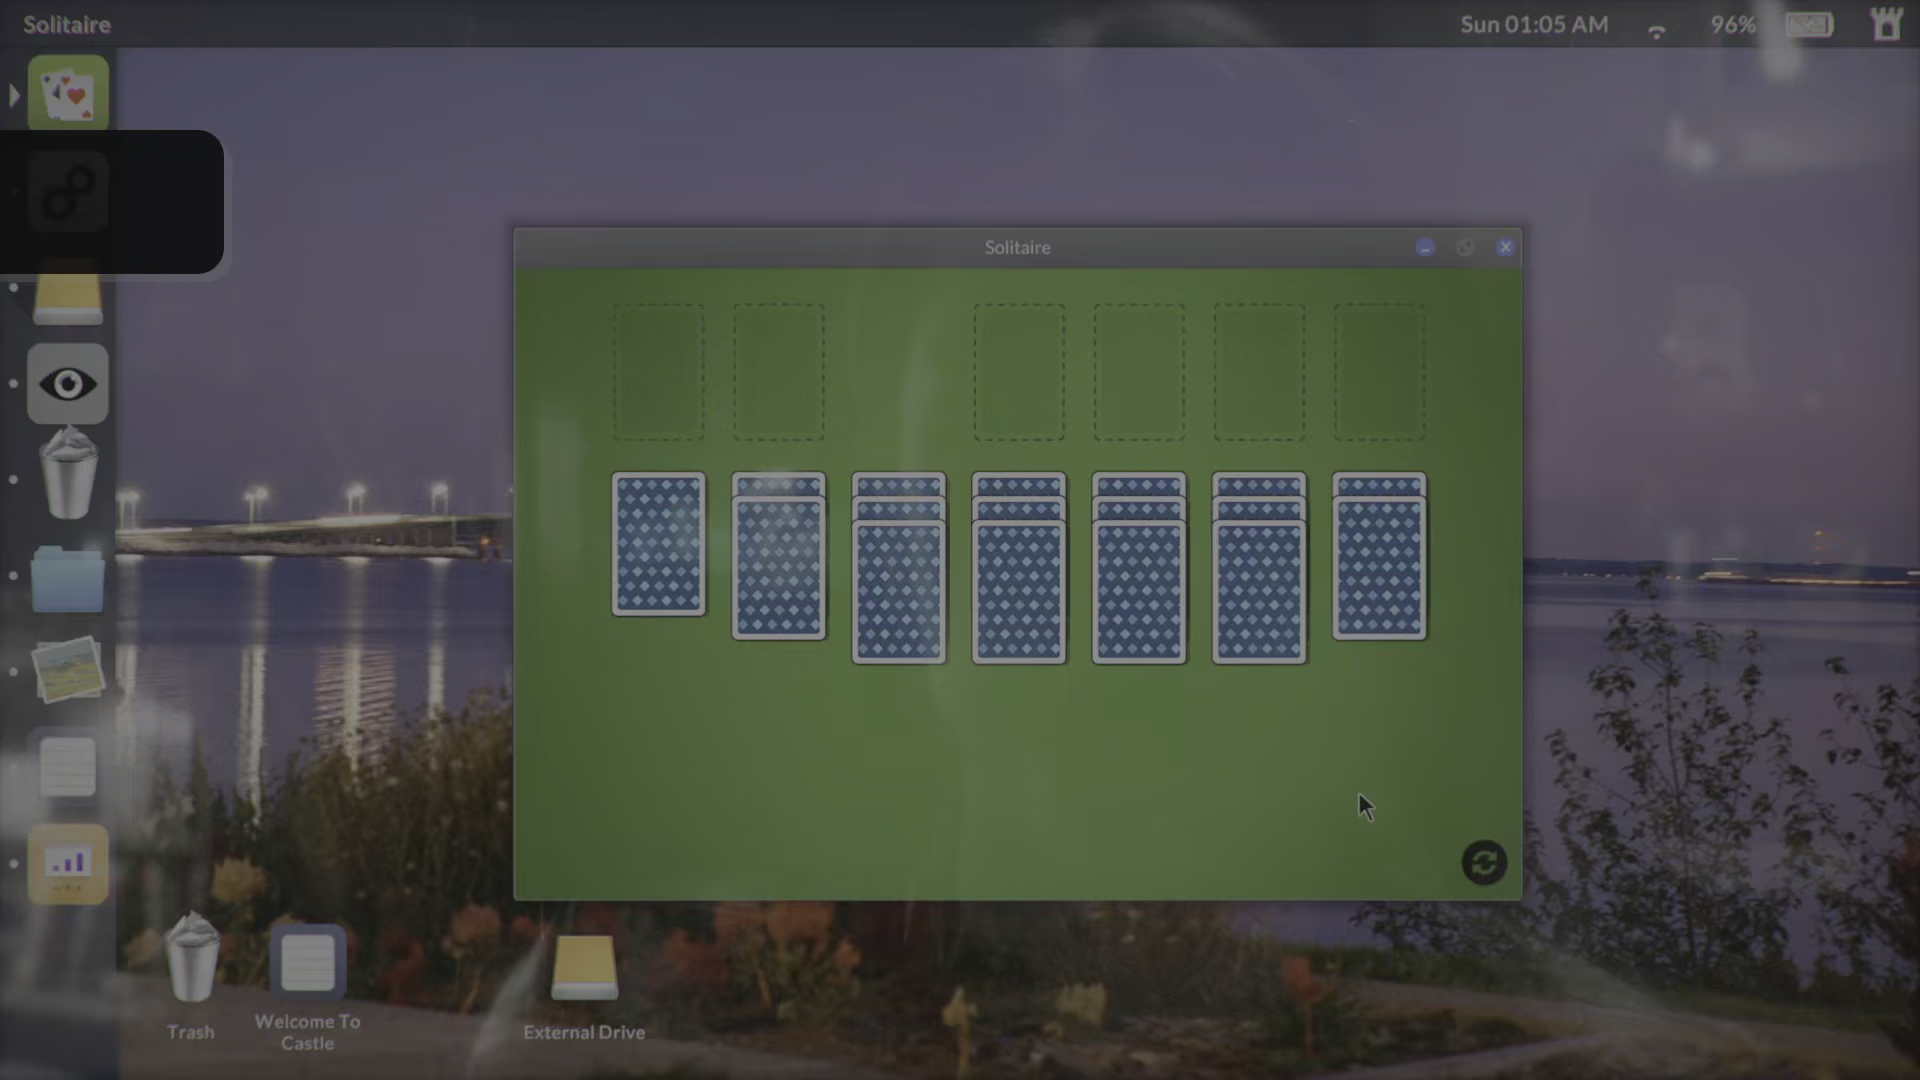 Solitaire
Sun 01:05 AM
96%
Solitaire
Trash
Welcome To
Castle
External Drive